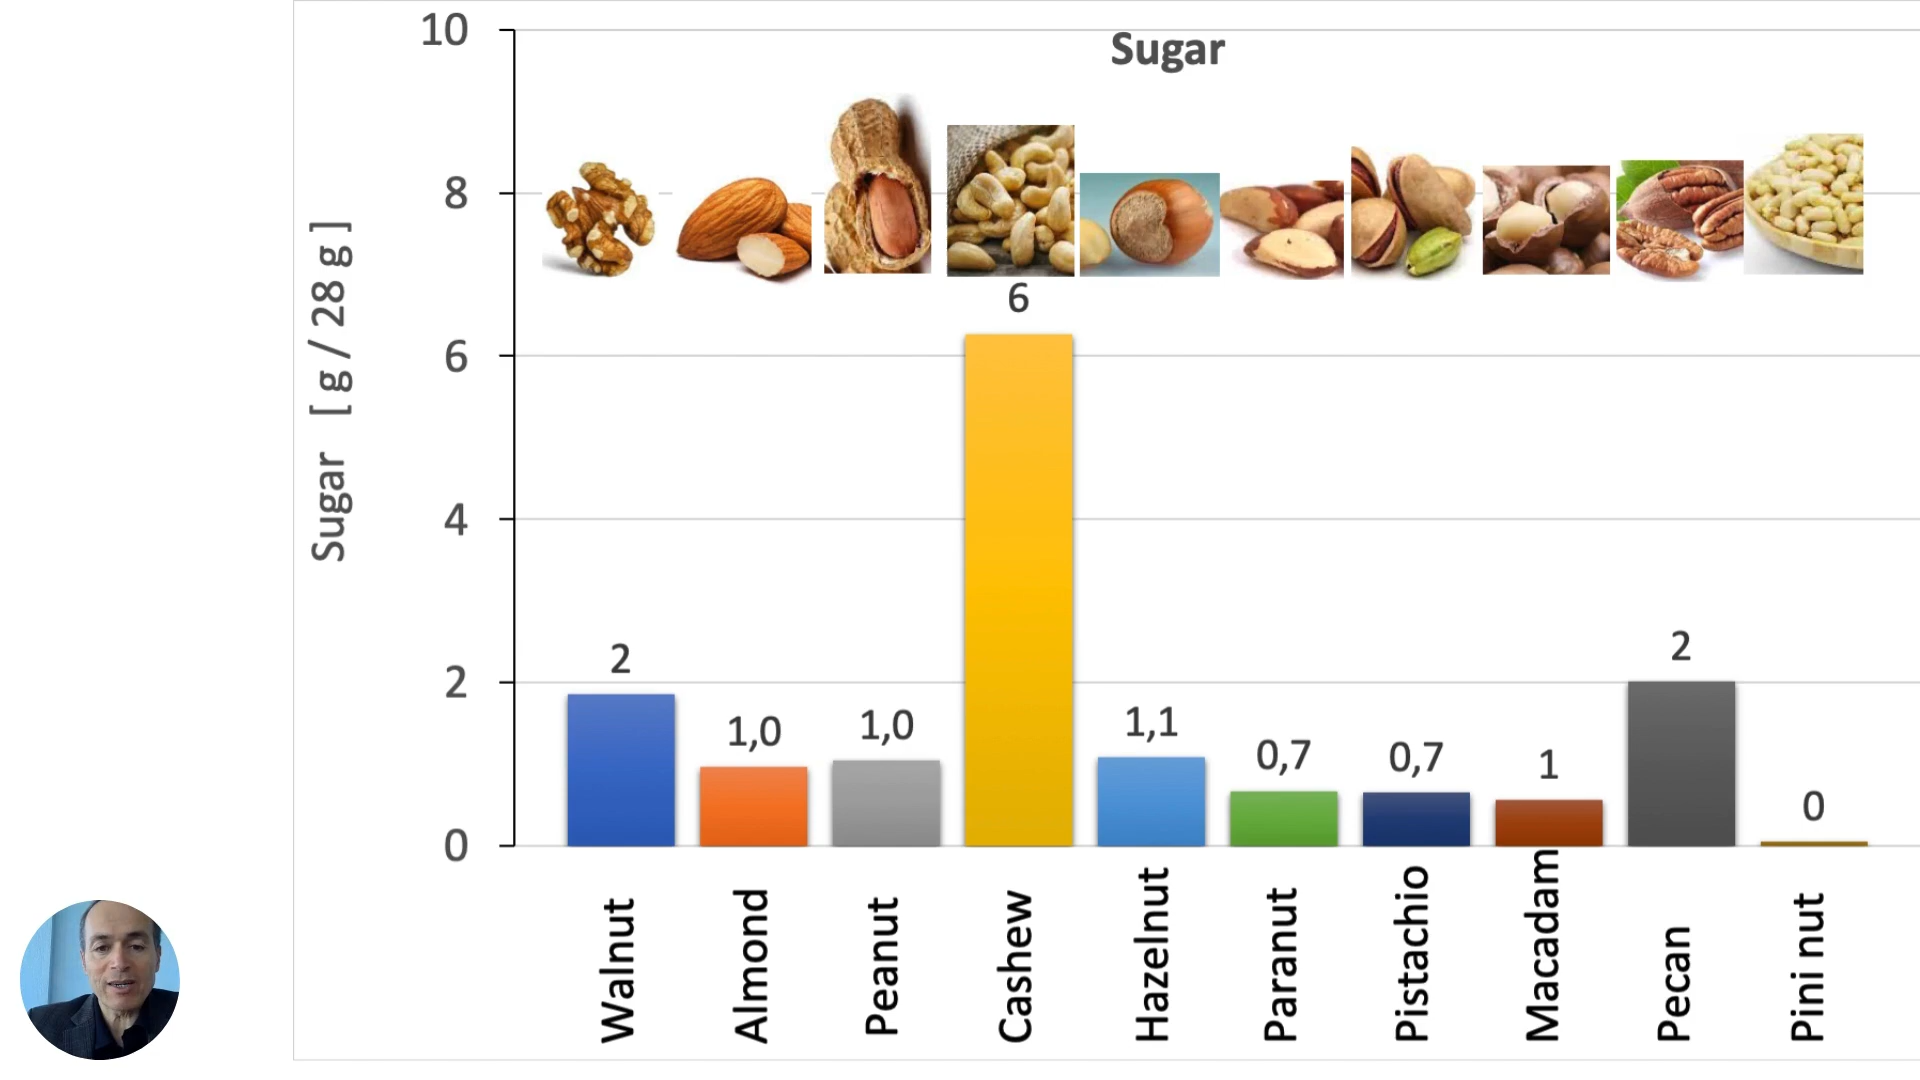 Sugar
10
8
6
4
2
0
Sugar [ g / 28 g ]
2
1,0
1,0
6
1,1
0,7
0,7
1
2
0
Walnut
Almond
Peanut
Cashew
Hazelnut
Paranut
Pistachio
Macadam
Pecan
Pini nut